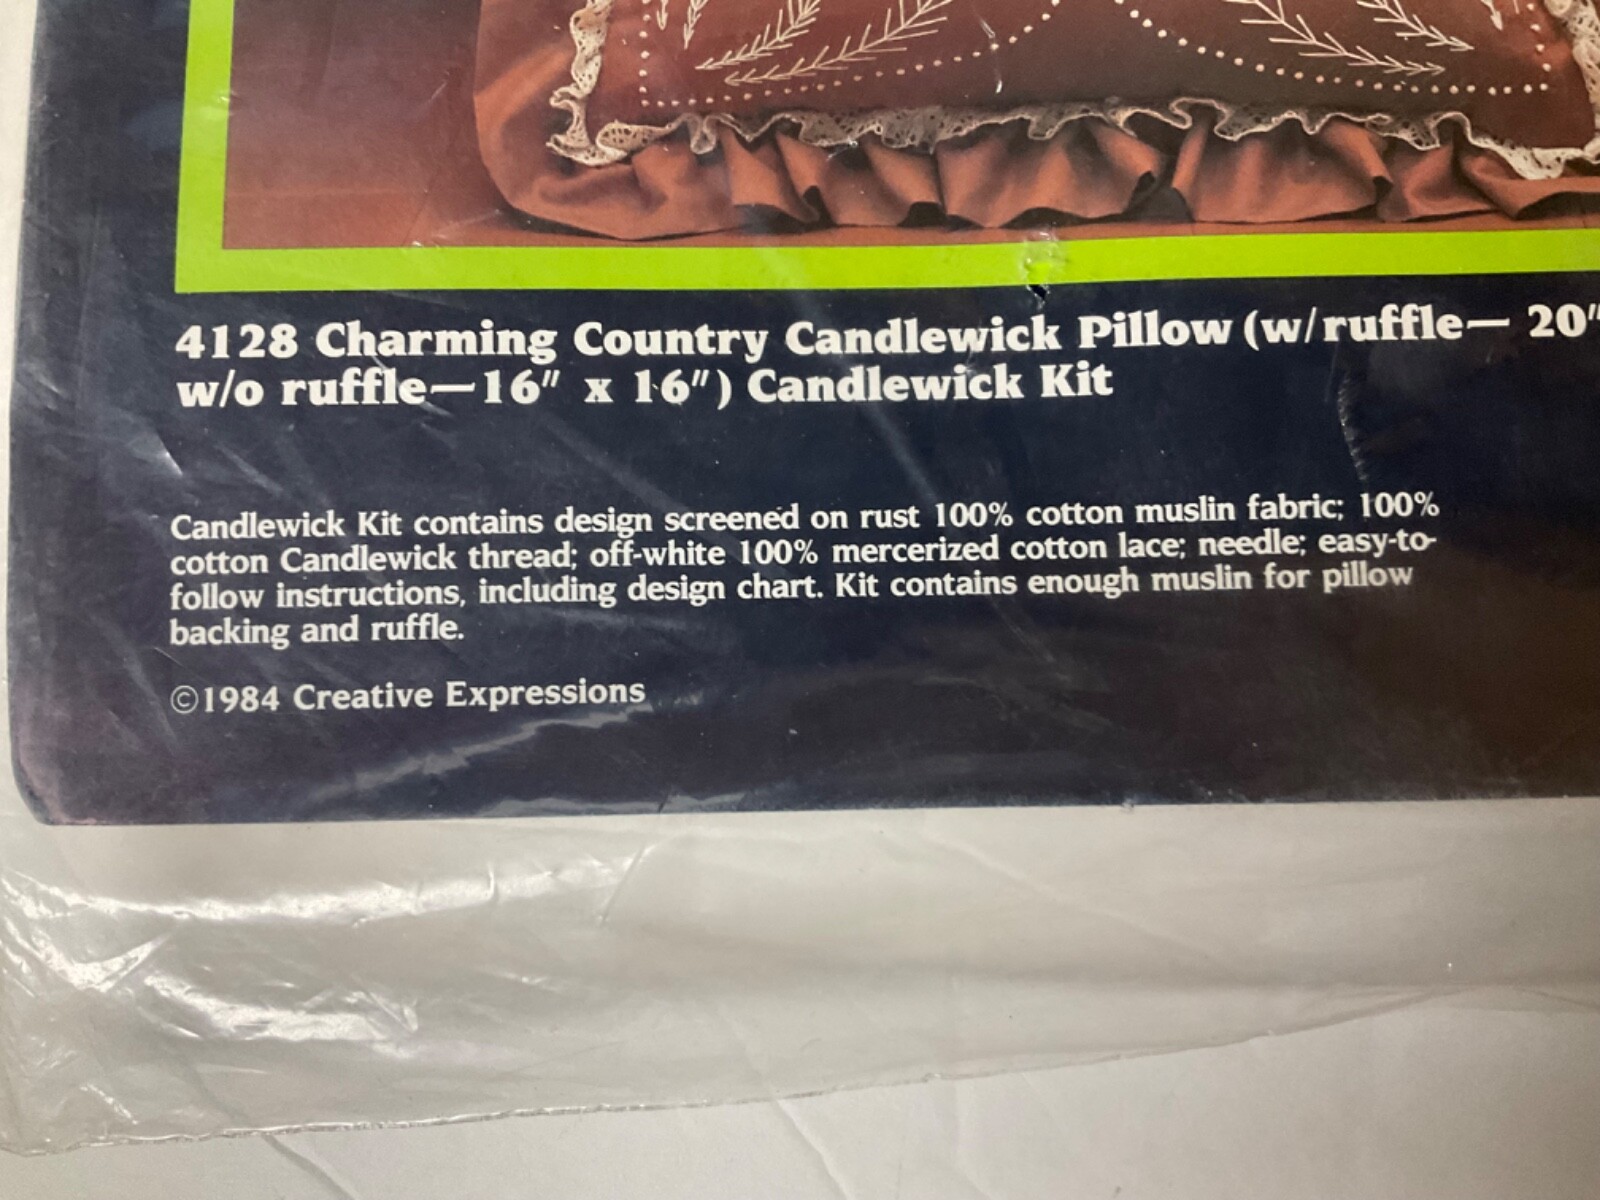 4128 Charming Country Candlewick Pillow (w/ruffle— 20"
w/o ruffle—16" x 16") Candlewick Kit
Candlewick Kit contains design screened on rust 100% cotton muslin fabric; 100%
cotton Candlewick thread; off-white 100% mercerized cotton lace; needle; easy-to-
follow instructions, including design chart. Kit contains enough muslin for pillow
backing and ruffle.
©1984 Creative Expressions